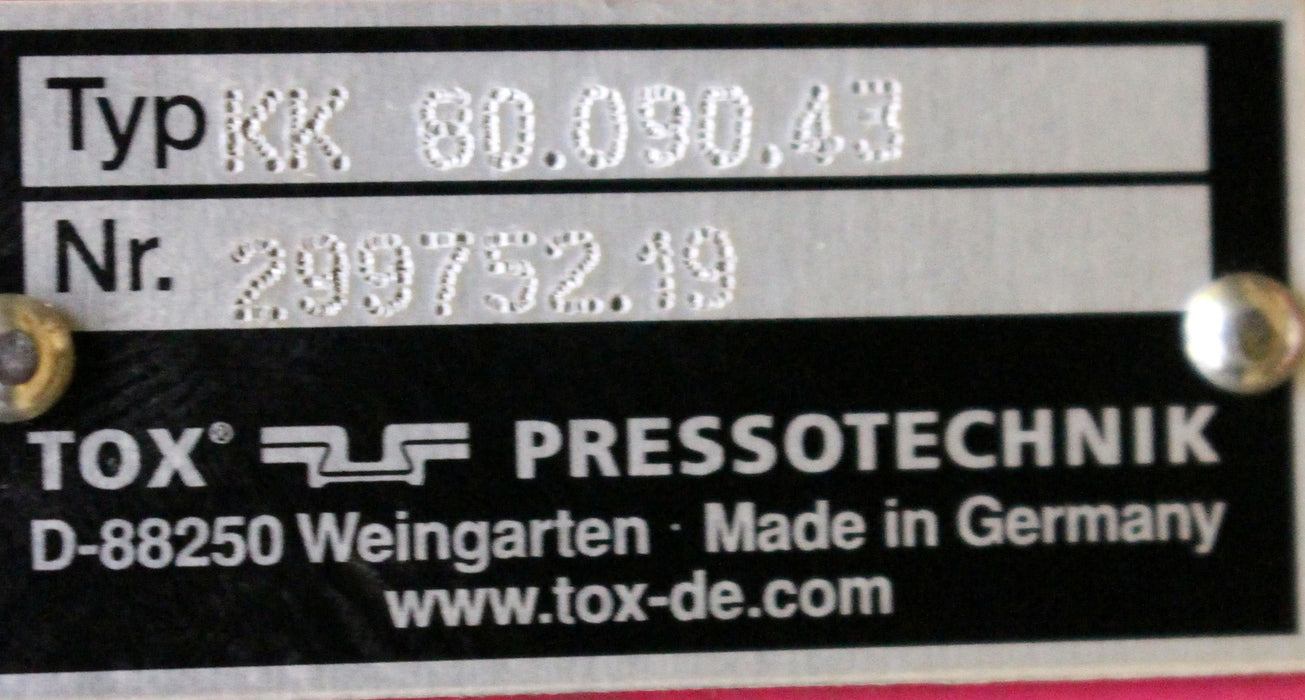 Typ KK 80.090.43
Nr. 299752.19
TOX® PRESSOTECHNIK
D-88250 Weingarten · Made in Germany
www.tox-de.com